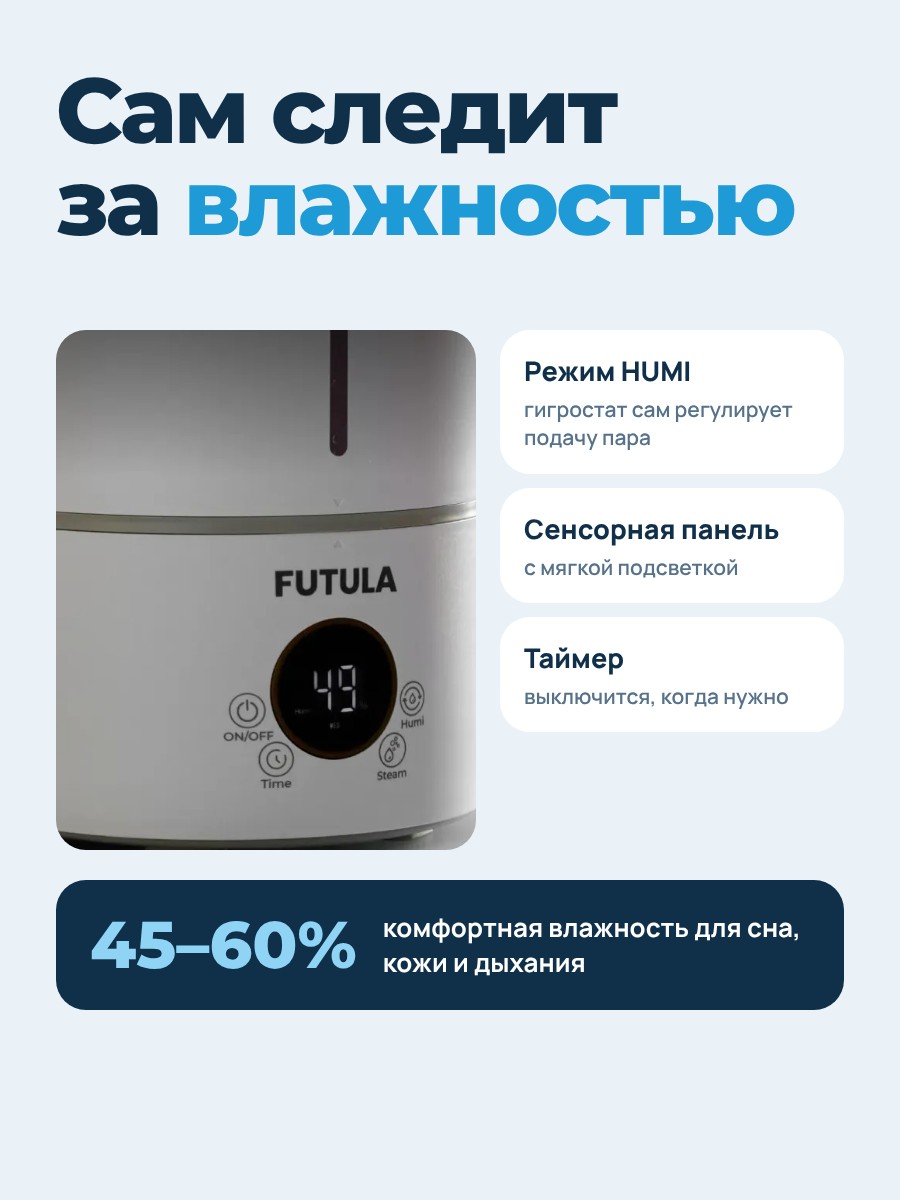 Сам следит
за влажностью
FUTULA
49
ON/OFF
Humi
Time
Steam
Режим HUMI
гигростат сам регулирует
подачу пара
Сенсорная панель
с мягкой подсветкой
Таймер
выключится, когда нужно
45–60%
комфортная влажность для сна,
кожи и дыхания